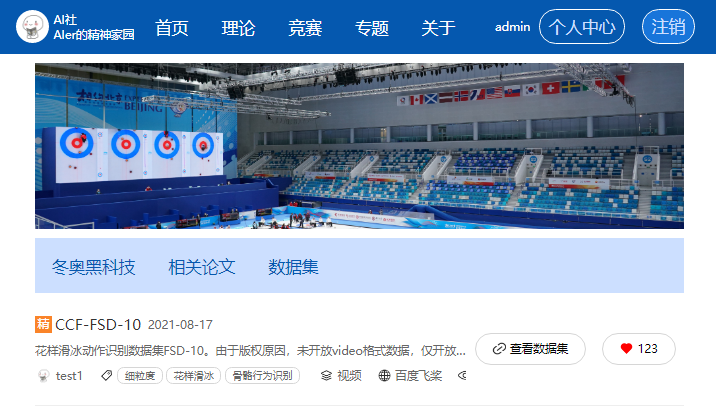 AI社
AIer的精神家园
首页 理论 竞赛 专题 关于
admin 个人中心 注销
BEIJING
冬奥黑科技 相关论文 数据集
精 CCF-FSD-10 2021-08-17
花样滑冰动作识别数据集FSD-10。由于版权原因，未开放video格式数据，仅开放...
查看数据集 123
test1 细粒度 花样滑冰 骨骼行为识别 视频 百度飞桨